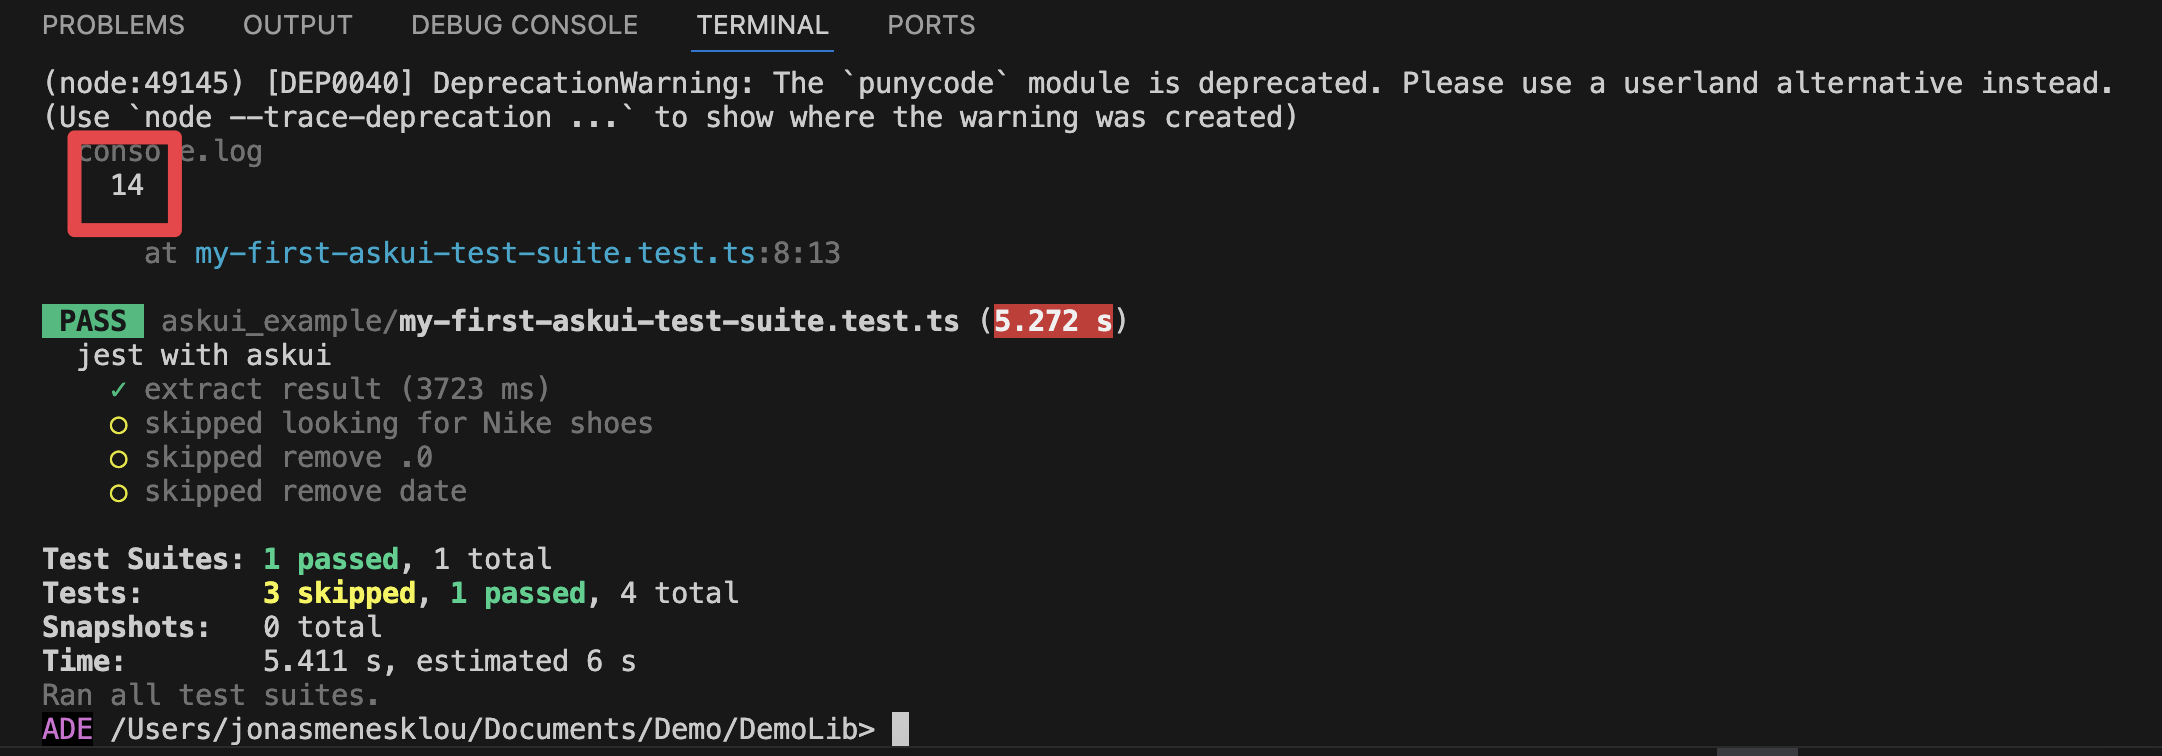 PROBLEMS OUTPUT DEBUG CONSOLE TERMINAL PORTS
(node:49145) [DEP0040] DeprecationWarning: The `punycode` module is deprecated. Please use a userland alternative instead.
(Use `node --trace-deprecation ...` to show where the warning was created)
console.log
14
at my-first-askui-test-suite.test.ts:8:13
PASS askui_example/my-first-askui-test-suite.test.ts (5.272 s)
jest with askui
✓ extract result (3723 ms)
○ skipped looking for Nike shoes
○ skipped remove .0
○ skipped remove date
Test Suites: 1 passed, 1 total
Tests: 3 skipped, 1 passed, 4 total
Snapshots: 0 total
Time: 5.411 s, estimated 6 s
Ran all test suites.
ADE /Users/jonasmenesklou/Documents/Demo/DemoLib>